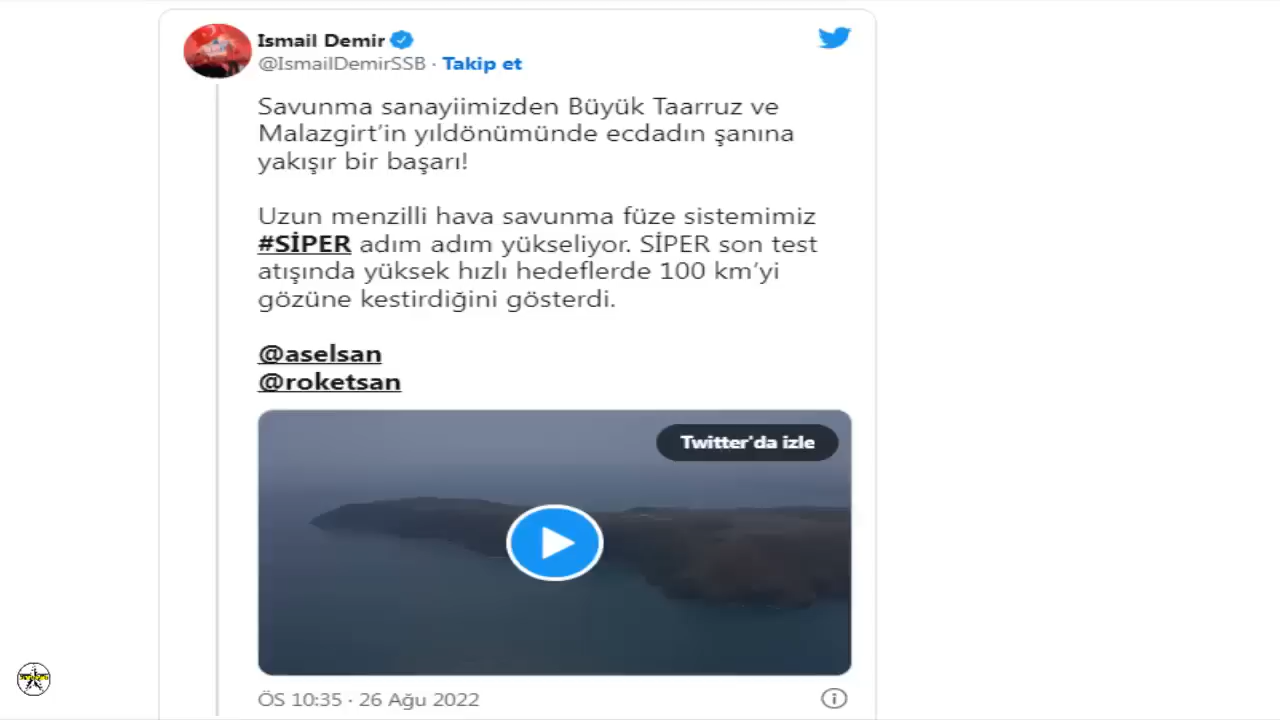 Ismail Demir
@IsmailDemirSSB · Takip et
Savunma sanayiimizden Büyük Taarruz ve
Malazgirt'in yıldönümünde ecdadın şanına
yakışır bir başarı!
Uzun menzilli hava savunma füze sistemimiz
#SİPER adım adım yükseliyor. SİPER son test
atışında yüksek hızlı hedeflerde 100 km'yi
gözüne kestirdiğini gösterdi.
@aselsan
@roketsan
Twitter'da izle
ÖS 10:35 · 26 Ağu 2022